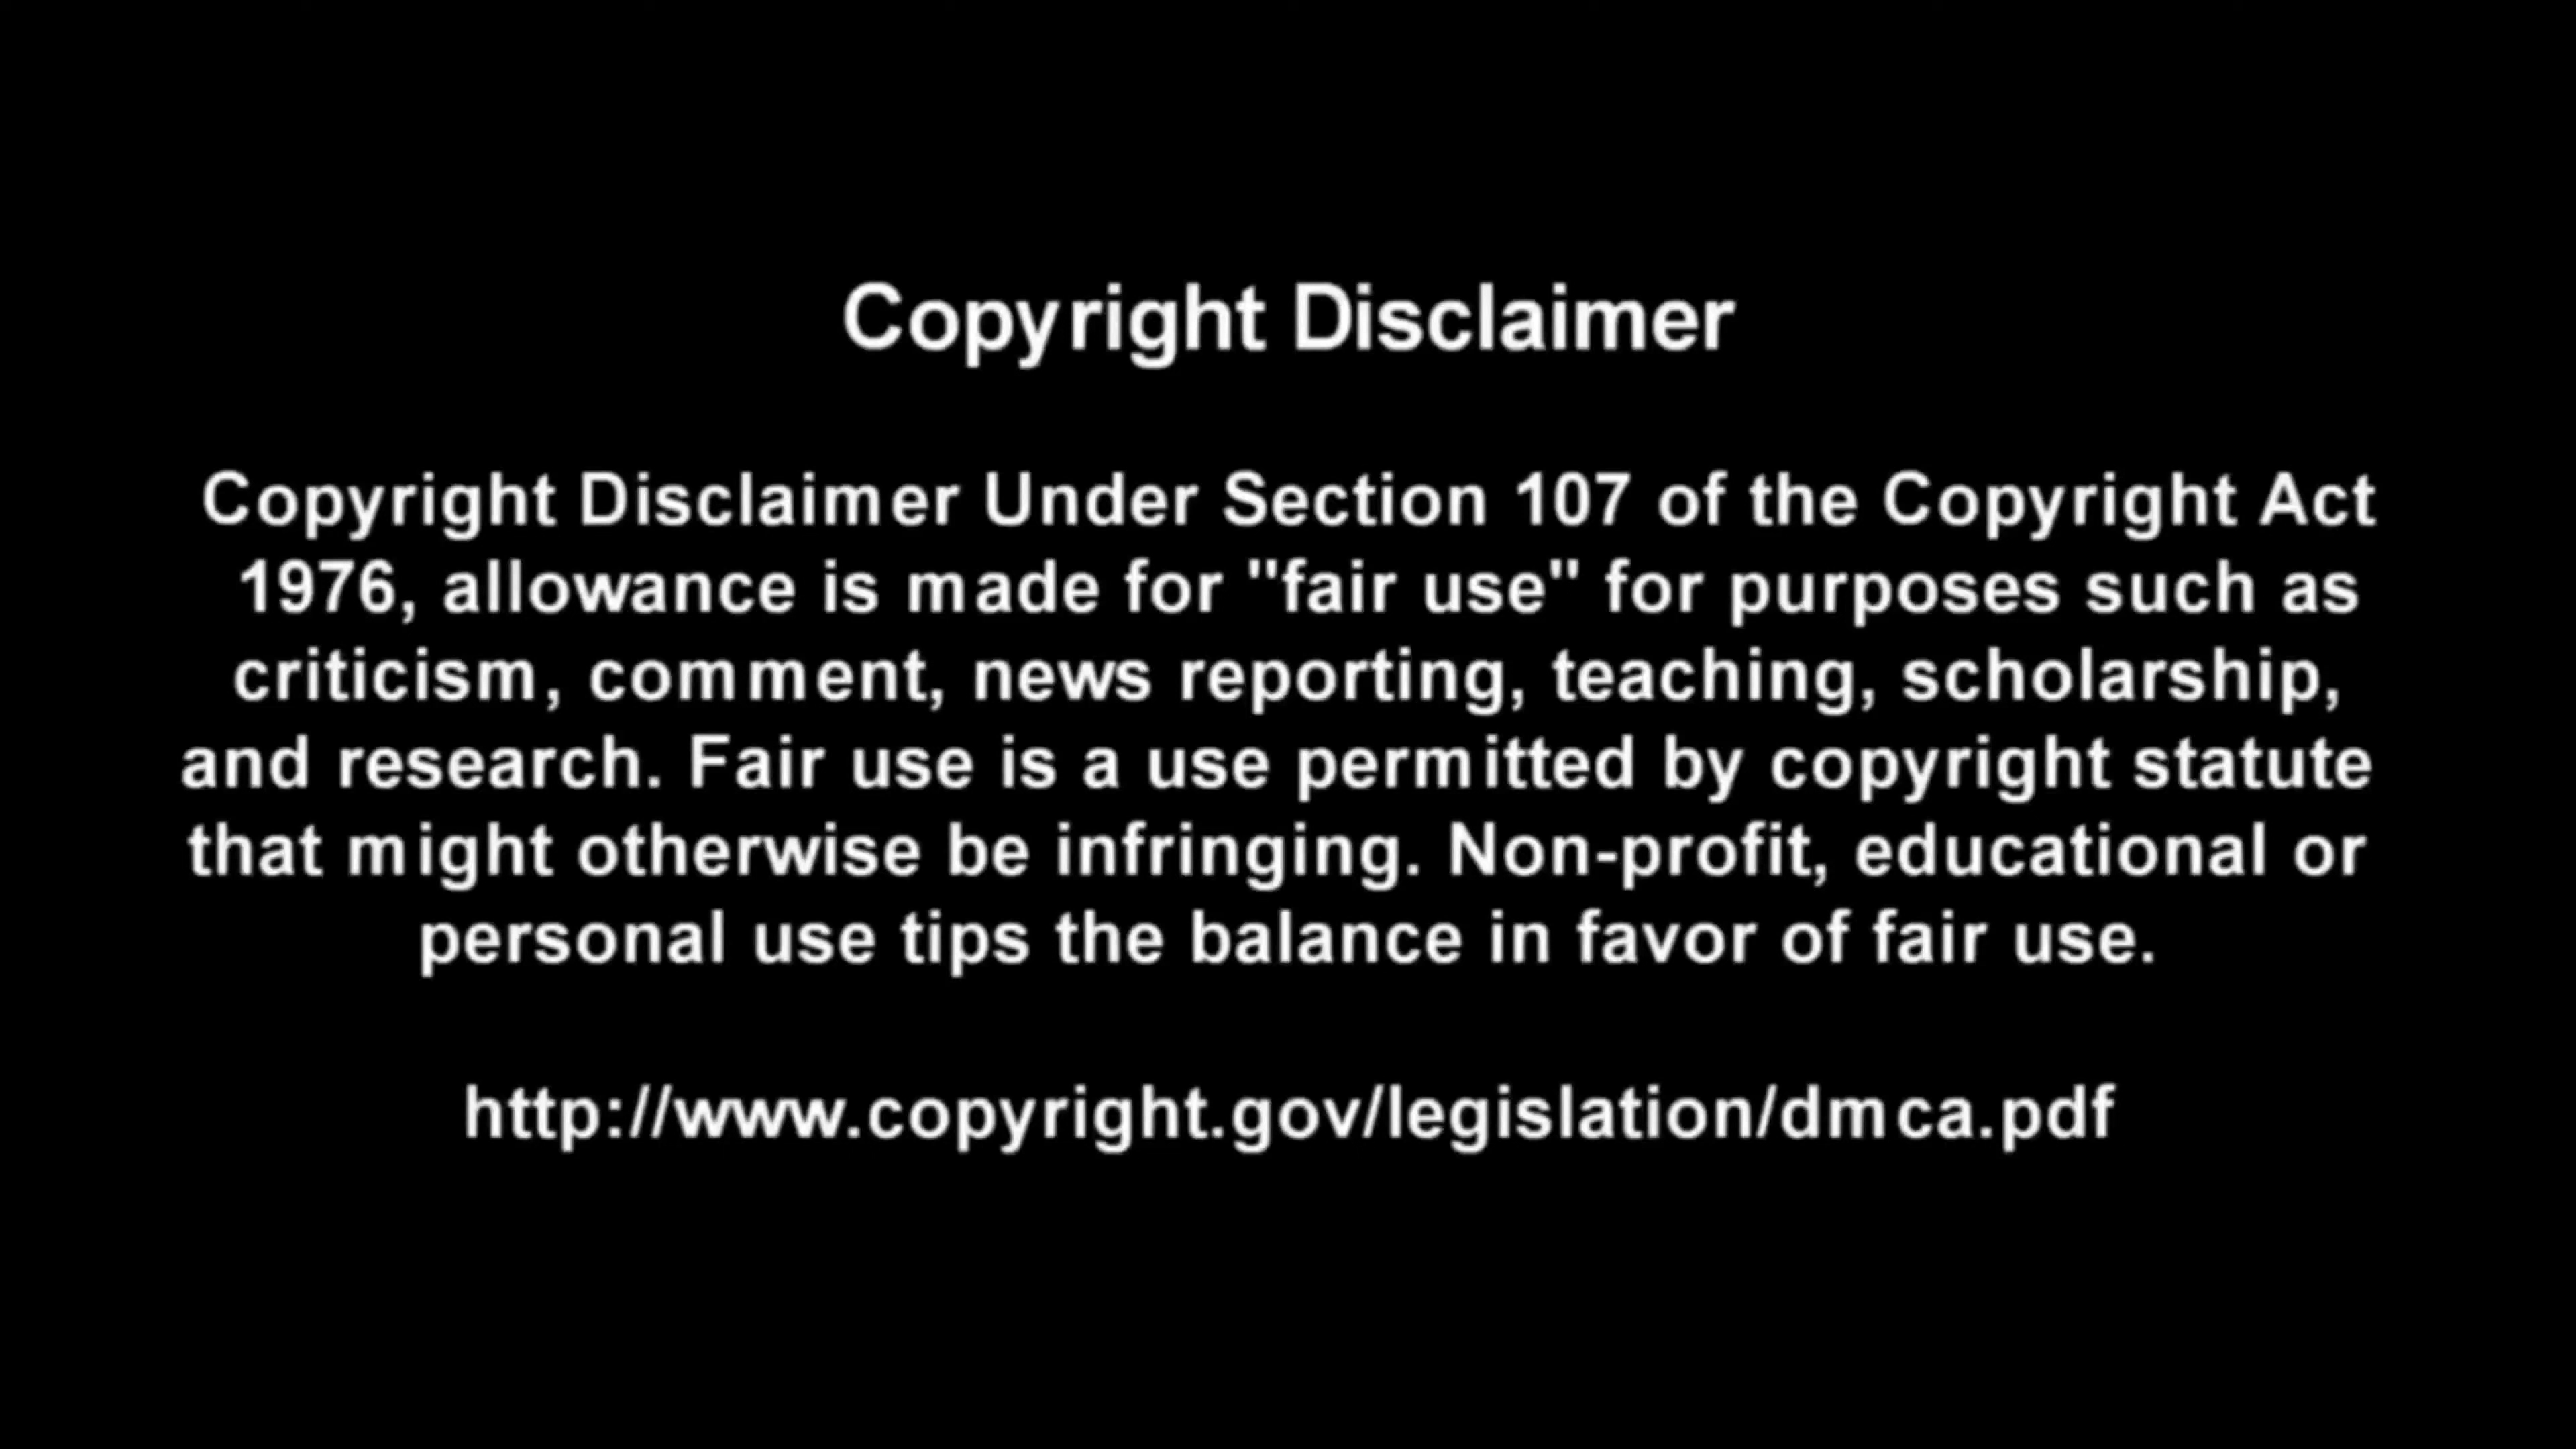 Copyright Disclaimer
Copyright Disclaimer Under Section 107 of the Copyright Act
1976, allowance is made for "fair use" for purposes such as
criticism, comment, news reporting, teaching, scholarship,
and research. Fair use is a use permitted by copyright statute
that might otherwise be infringing. Non-profit, educational or
personal use tips the balance in favor of fair use.
http://www.copyright.gov/legislation/dmca.pdf